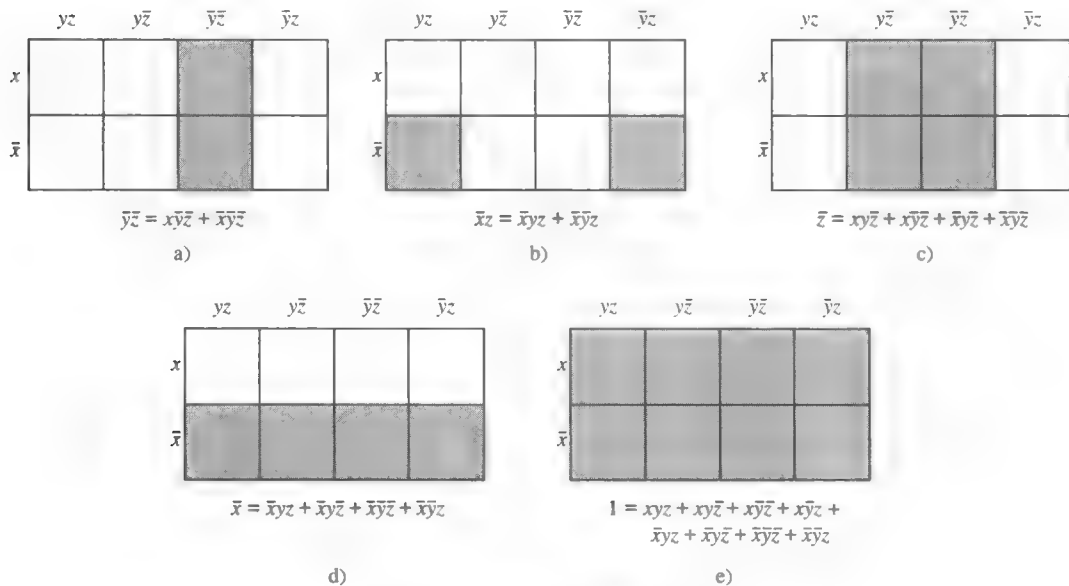 yz yz̄ ȳz̄ ȳz
x
x̄
ȳz̄ = xȳz̄ + x̄ȳz̄
a)
yz yz̄ ȳz̄ ȳz
x
x̄
x̄z = x̄yz + x̄ȳz
b)
yz yz̄ ȳz̄ ȳz
x
x̄
z̄ = xyz̄ + xȳz̄ + x̄yz̄ + x̄ȳz̄
c)
yz yz̄ ȳz̄ ȳz
x
x̄
x̄ = x̄yz + x̄yz̄ + x̄ȳz̄ + x̄ȳz
d)
yz yz̄ ȳz̄ ȳz
x
x̄
1 = xyz + xyz̄ + xȳz̄ + xȳz +
x̄yz + x̄yz̄ + x̄ȳz̄ + x̄ȳz
e)